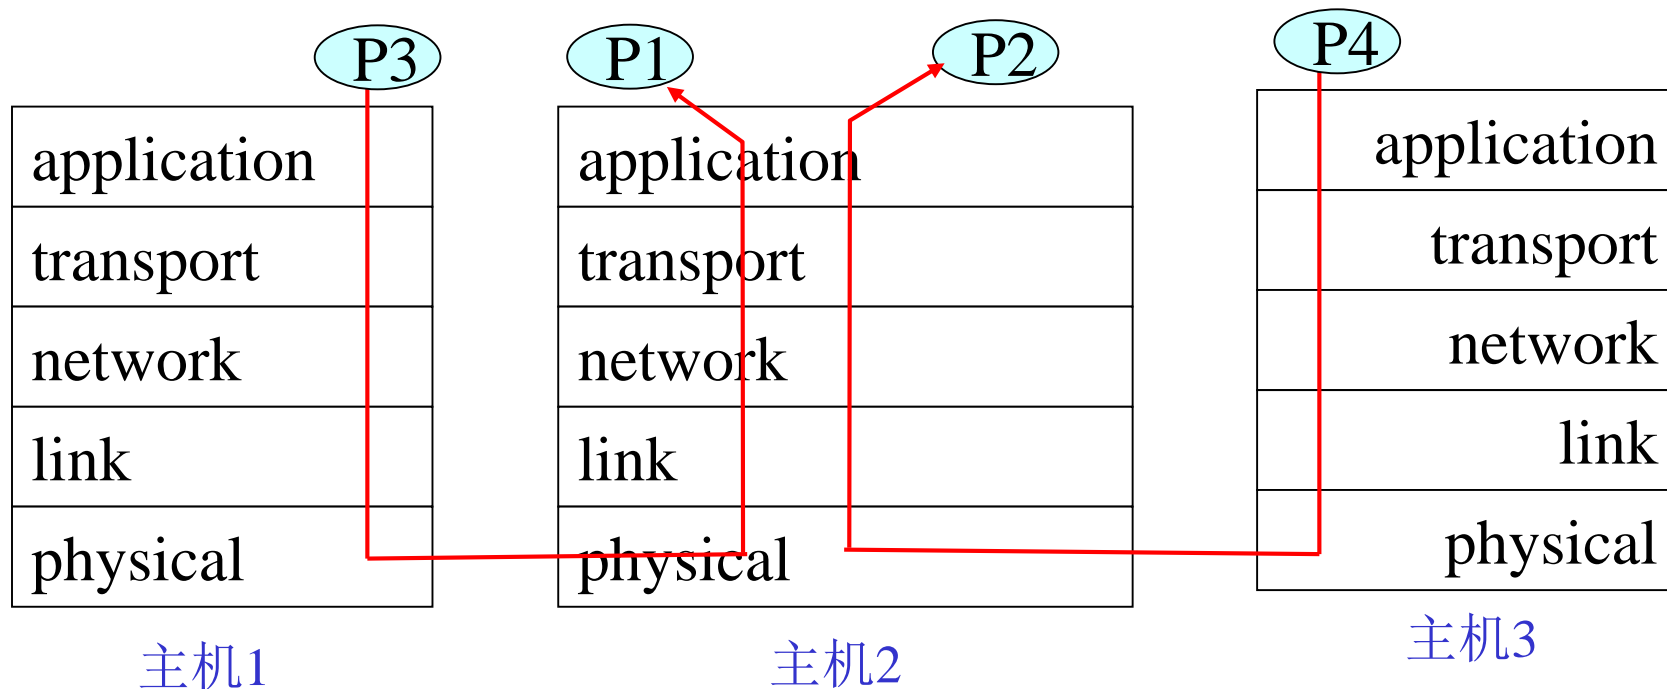 P3
P1
P2
P4
application
transport
network
link
physical
主机1
application
transport
network
link
physical
主机2
application
transport
network
link
physical
主机3